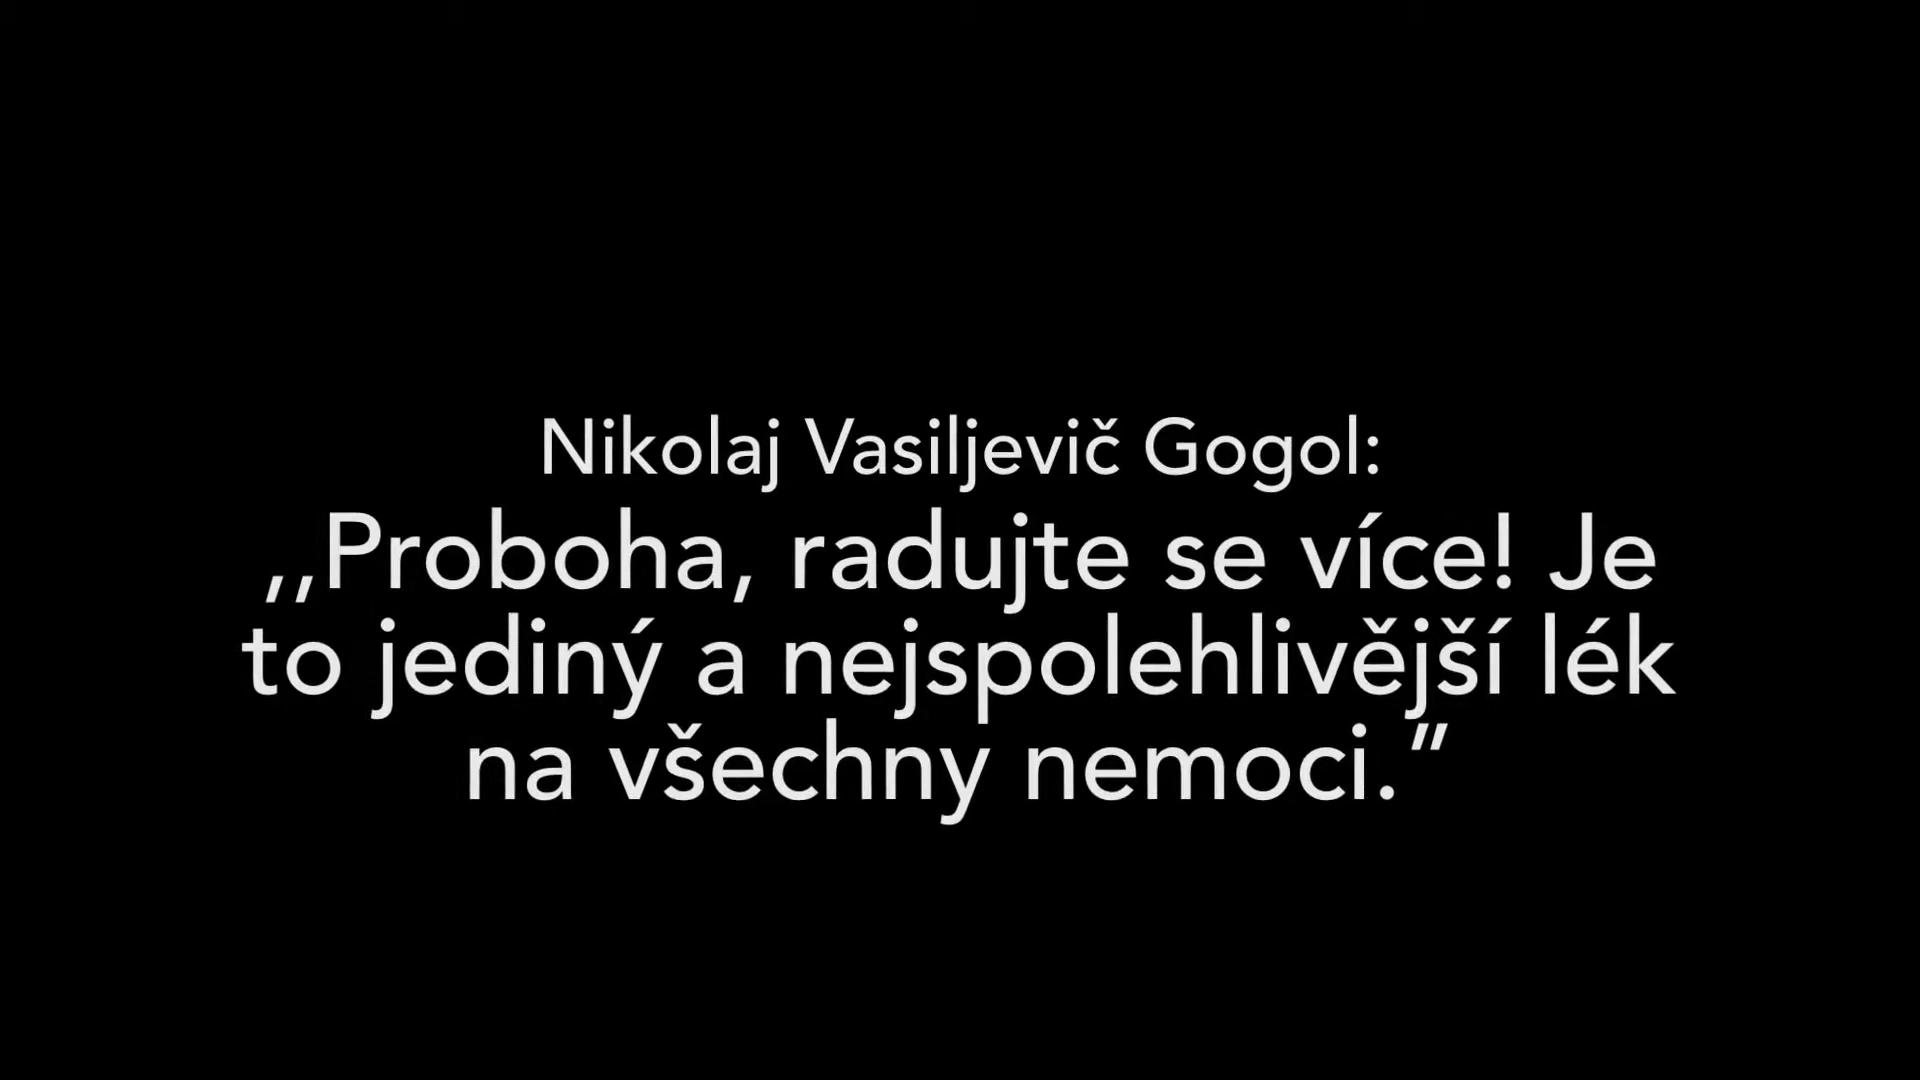 Nikolaj Vasiljevič Gogol:
,,Proboha, radujte se více! Je
to jediný a nejspolehlivější lék
na všechny nemoci.”